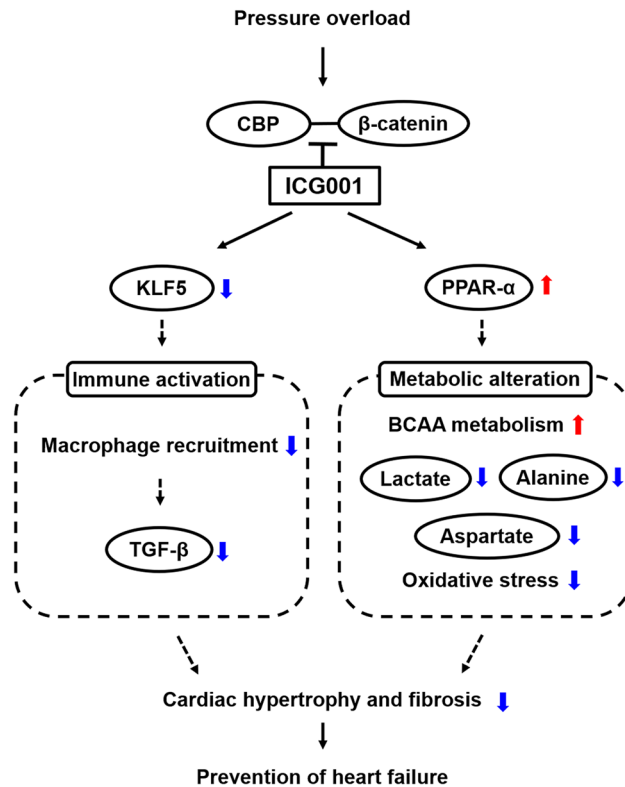 Pressure overload
CBP
β-catenin
ICG001
KLF5
PPAR-α
Immune activation
Metabolic alteration
Macrophage recruitment
TGF-β
BCAA metabolism
Lactate
Alanine
Aspartate
Oxidative stress
Cardiac hypertrophy and fibrosis
Prevention of heart failure